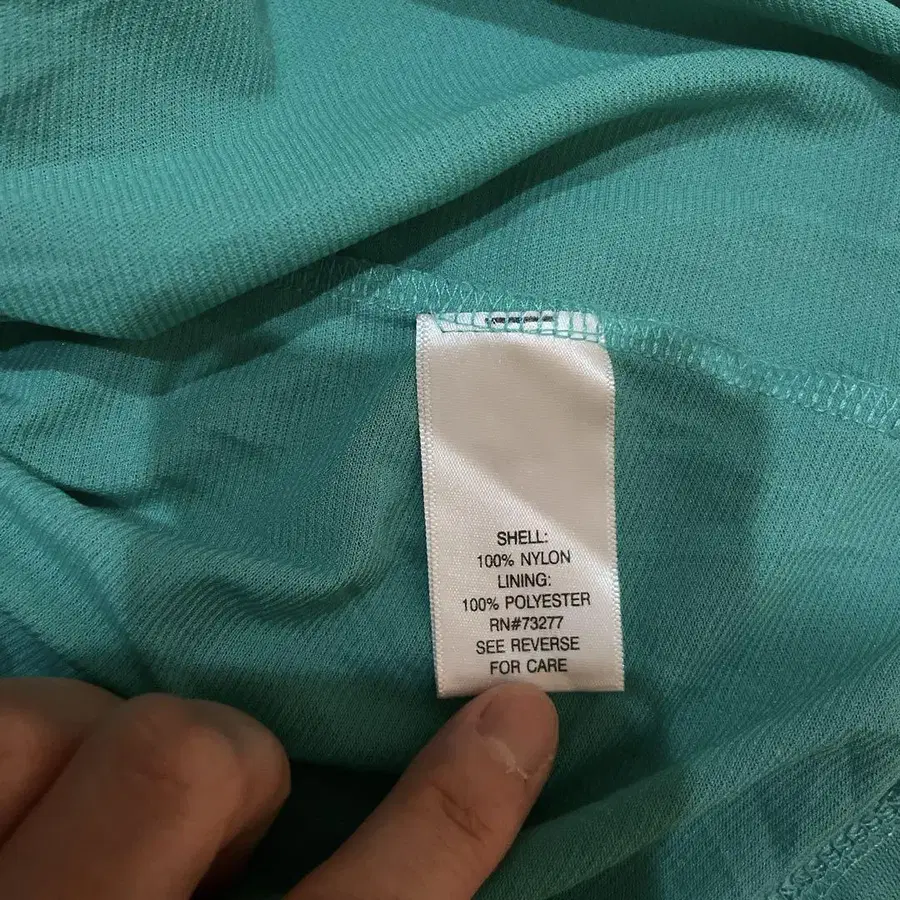 SHELL:
100% NYLON
LINING:
100% POLYESTER
RN#73277
SEE REVERSE
FOR CARE